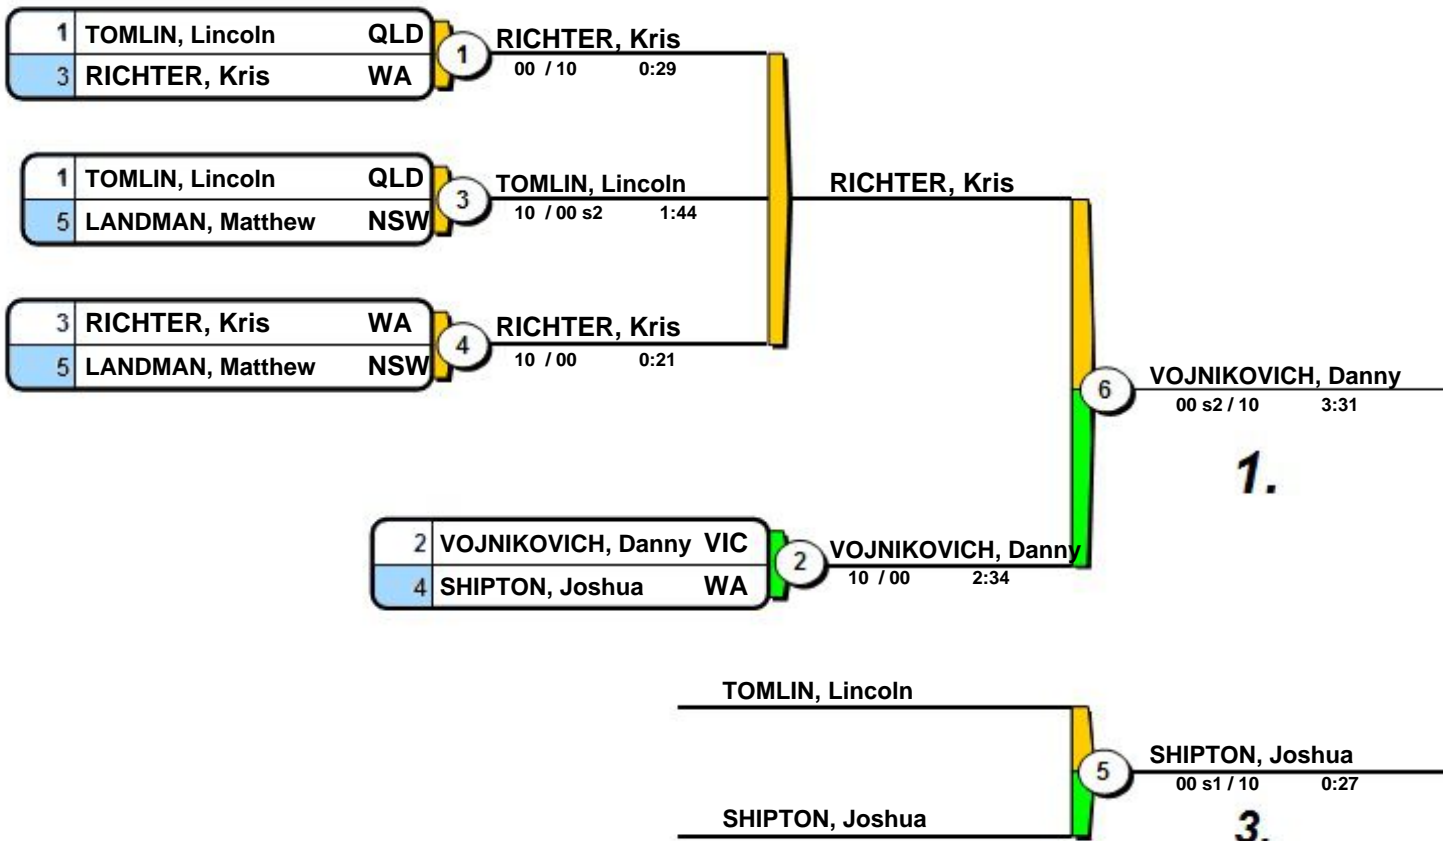 1 TOMLIN, Lincoln QLD
3 RICHTER, Kris WA
1
RICHTER, Kris
00 / 10 0:29
1 TOMLIN, Lincoln QLD
5 LANDMAN, Matthew NSW
3
TOMLIN, Lincoln
10 / 00 s2 1:44
RICHTER, Kris
3 RICHTER, Kris WA
5 LANDMAN, Matthew NSW
4
RICHTER, Kris
10 / 00 0:21
6
VOJNIKOVICH, Danny
00 s2 / 10 3:31
1.
2 VOJNIKOVICH, Danny VIC
4 SHIPTON, Joshua WA
2
VOJNIKOVICH, Danny
10 / 00 2:34
TOMLIN, Lincoln
SHIPTON, Joshua
5
SHIPTON, Joshua
00 s1 / 10 0:27
3.